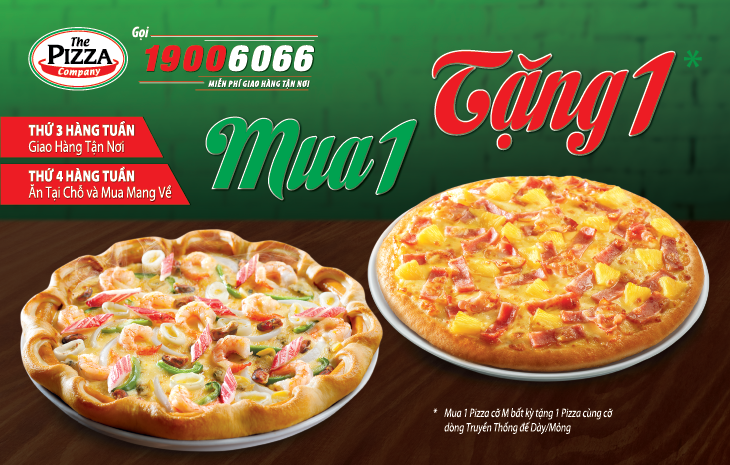 The
PIZZA
Company
Gọi
19006066
MIỄN PHÍ GIAO HÀNG TẬN NƠI
Mua 1
Tặng 1*
THỨ 3 HÀNG TUẦN
Giao Hàng Tận Nơi
THỨ 4 HÀNG TUẦN
Ăn Tại Chỗ và Mua Mang Về
* Mua 1 Pizza cỡ M bất kỳ tặng 1 Pizza cùng cỡ
dòng Truyền Thống đế Dày/Mỏng